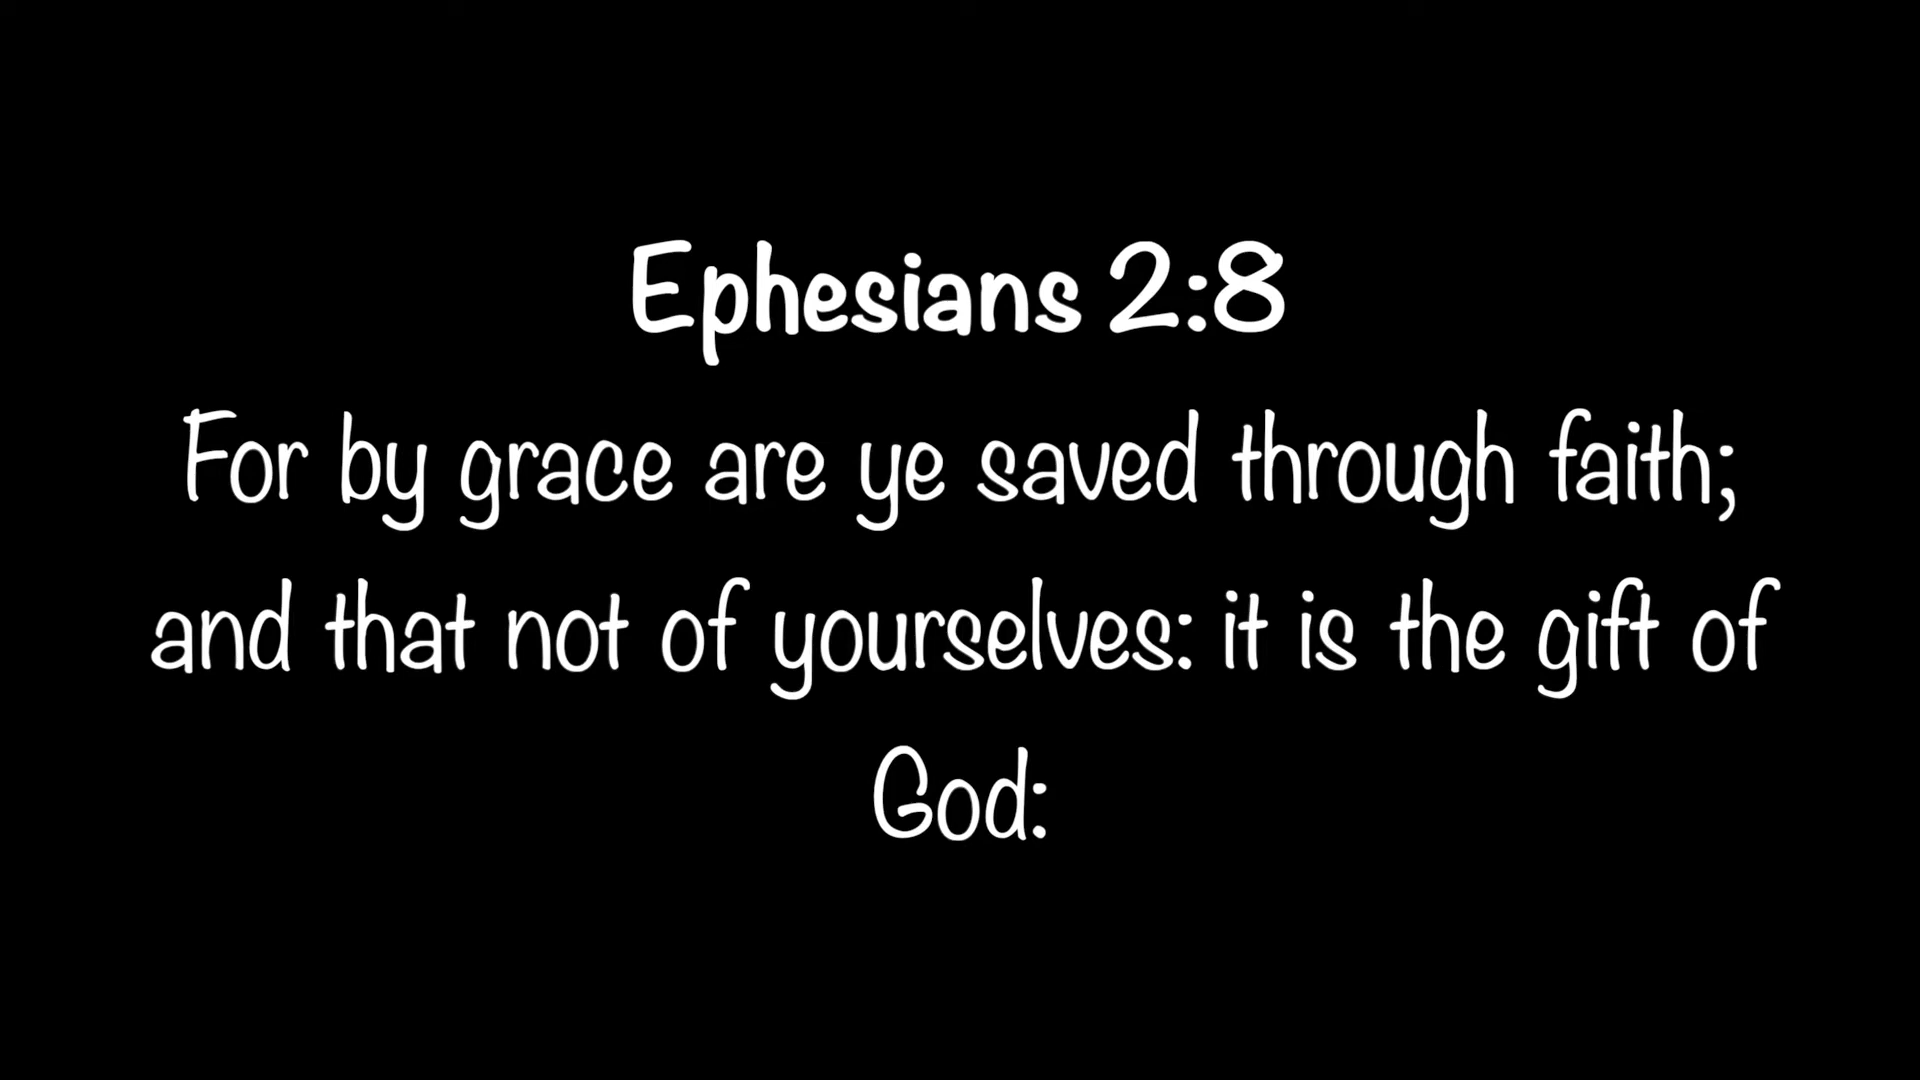 Ephesians 2:8
For by grace are ye saved through faith;
and that not of yourselves: it is the gift of
God: